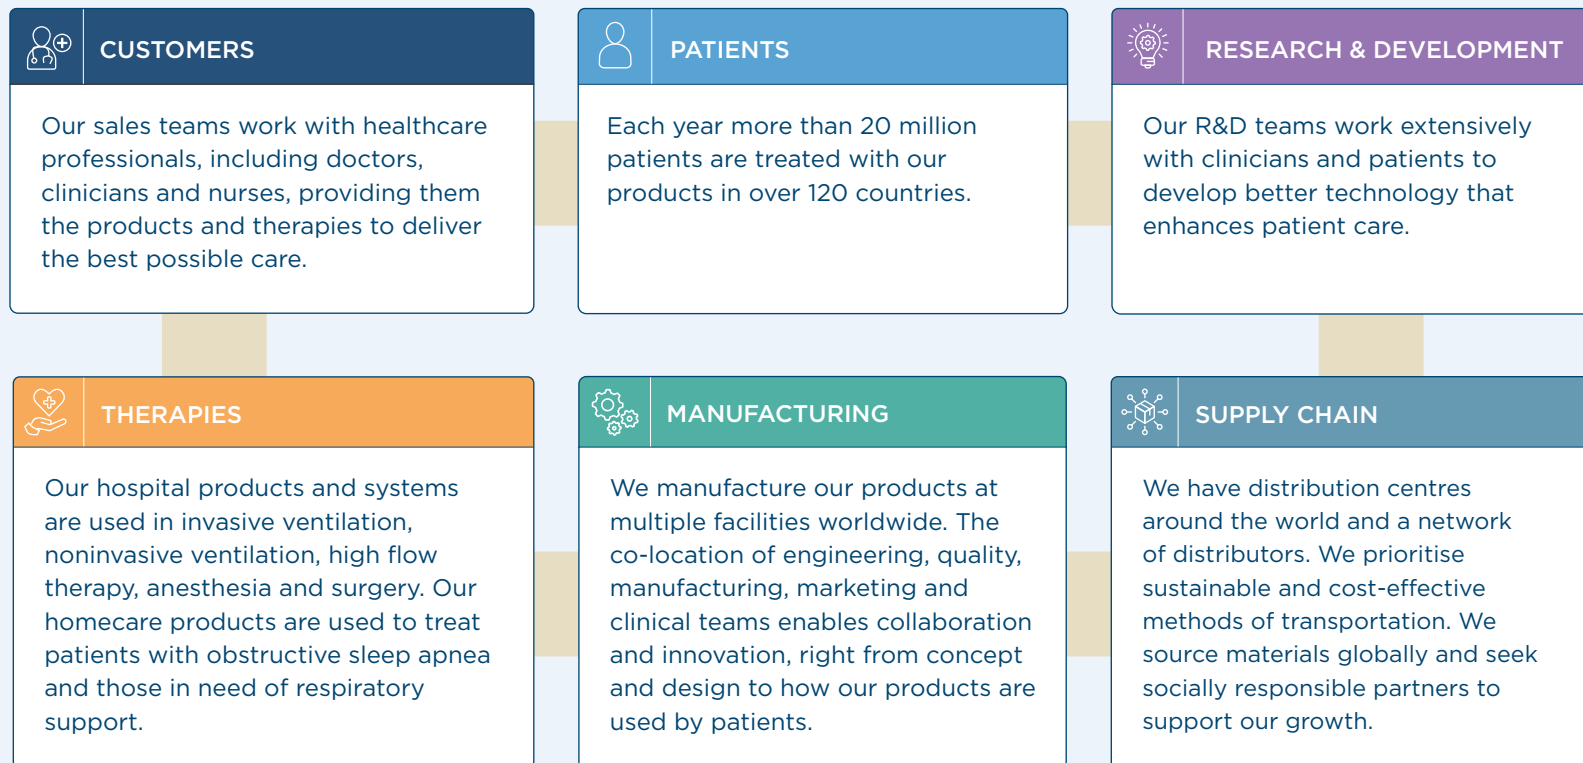 CUSTOMERS
Our sales teams work with healthcare
professionals, including doctors,
clinicians and nurses, providing them
the products and therapies to deliver
the best possible care.
PATIENTS
Each year more than 20 million
patients are treated with our
products in over 120 countries.
RESEARCH & DEVELOPMENT
Our R&D teams work extensively
with clinicians and patients to
develop better technology that
enhances patient care.
THERAPIES
Our hospital products and systems
are used in invasive ventilation,
noninvasive ventilation, high flow
therapy, anesthesia and surgery. Our
homecare products are used to treat
patients with obstructive sleep apnea
and those in need of respiratory
support.
MANUFACTURING
We manufacture our products at
multiple facilities worldwide. The
co-location of engineering, quality,
manufacturing, marketing and
clinical teams enables collaboration
and innovation, right from concept
and design to how our products are
used by patients.
SUPPLY CHAIN
We have distribution centres
around the world and a network
of distributors. We prioritise
sustainable and cost-effective
methods of transportation. We
source materials globally and seek
socially responsible partners to
support our growth.